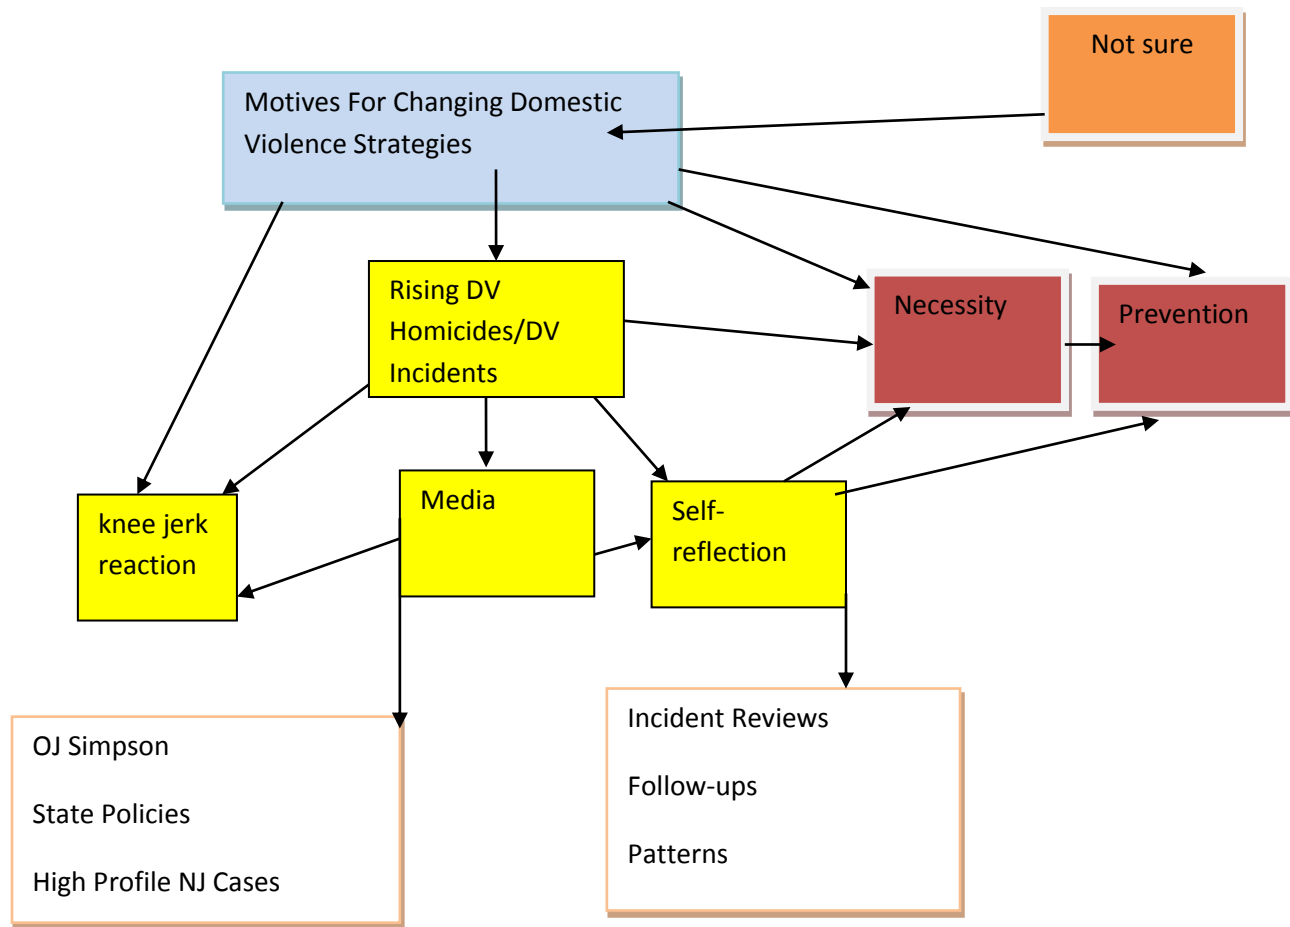 Not sure
Motives For Changing Domestic
Violence Strategies
Rising DV
Homicides/DV
Incidents
Necessity
Prevention
knee jerk
reaction
Media
Self-
reflection
OJ Simpson
State Policies
High Profile NJ Cases
Incident Reviews
Follow-ups
Patterns